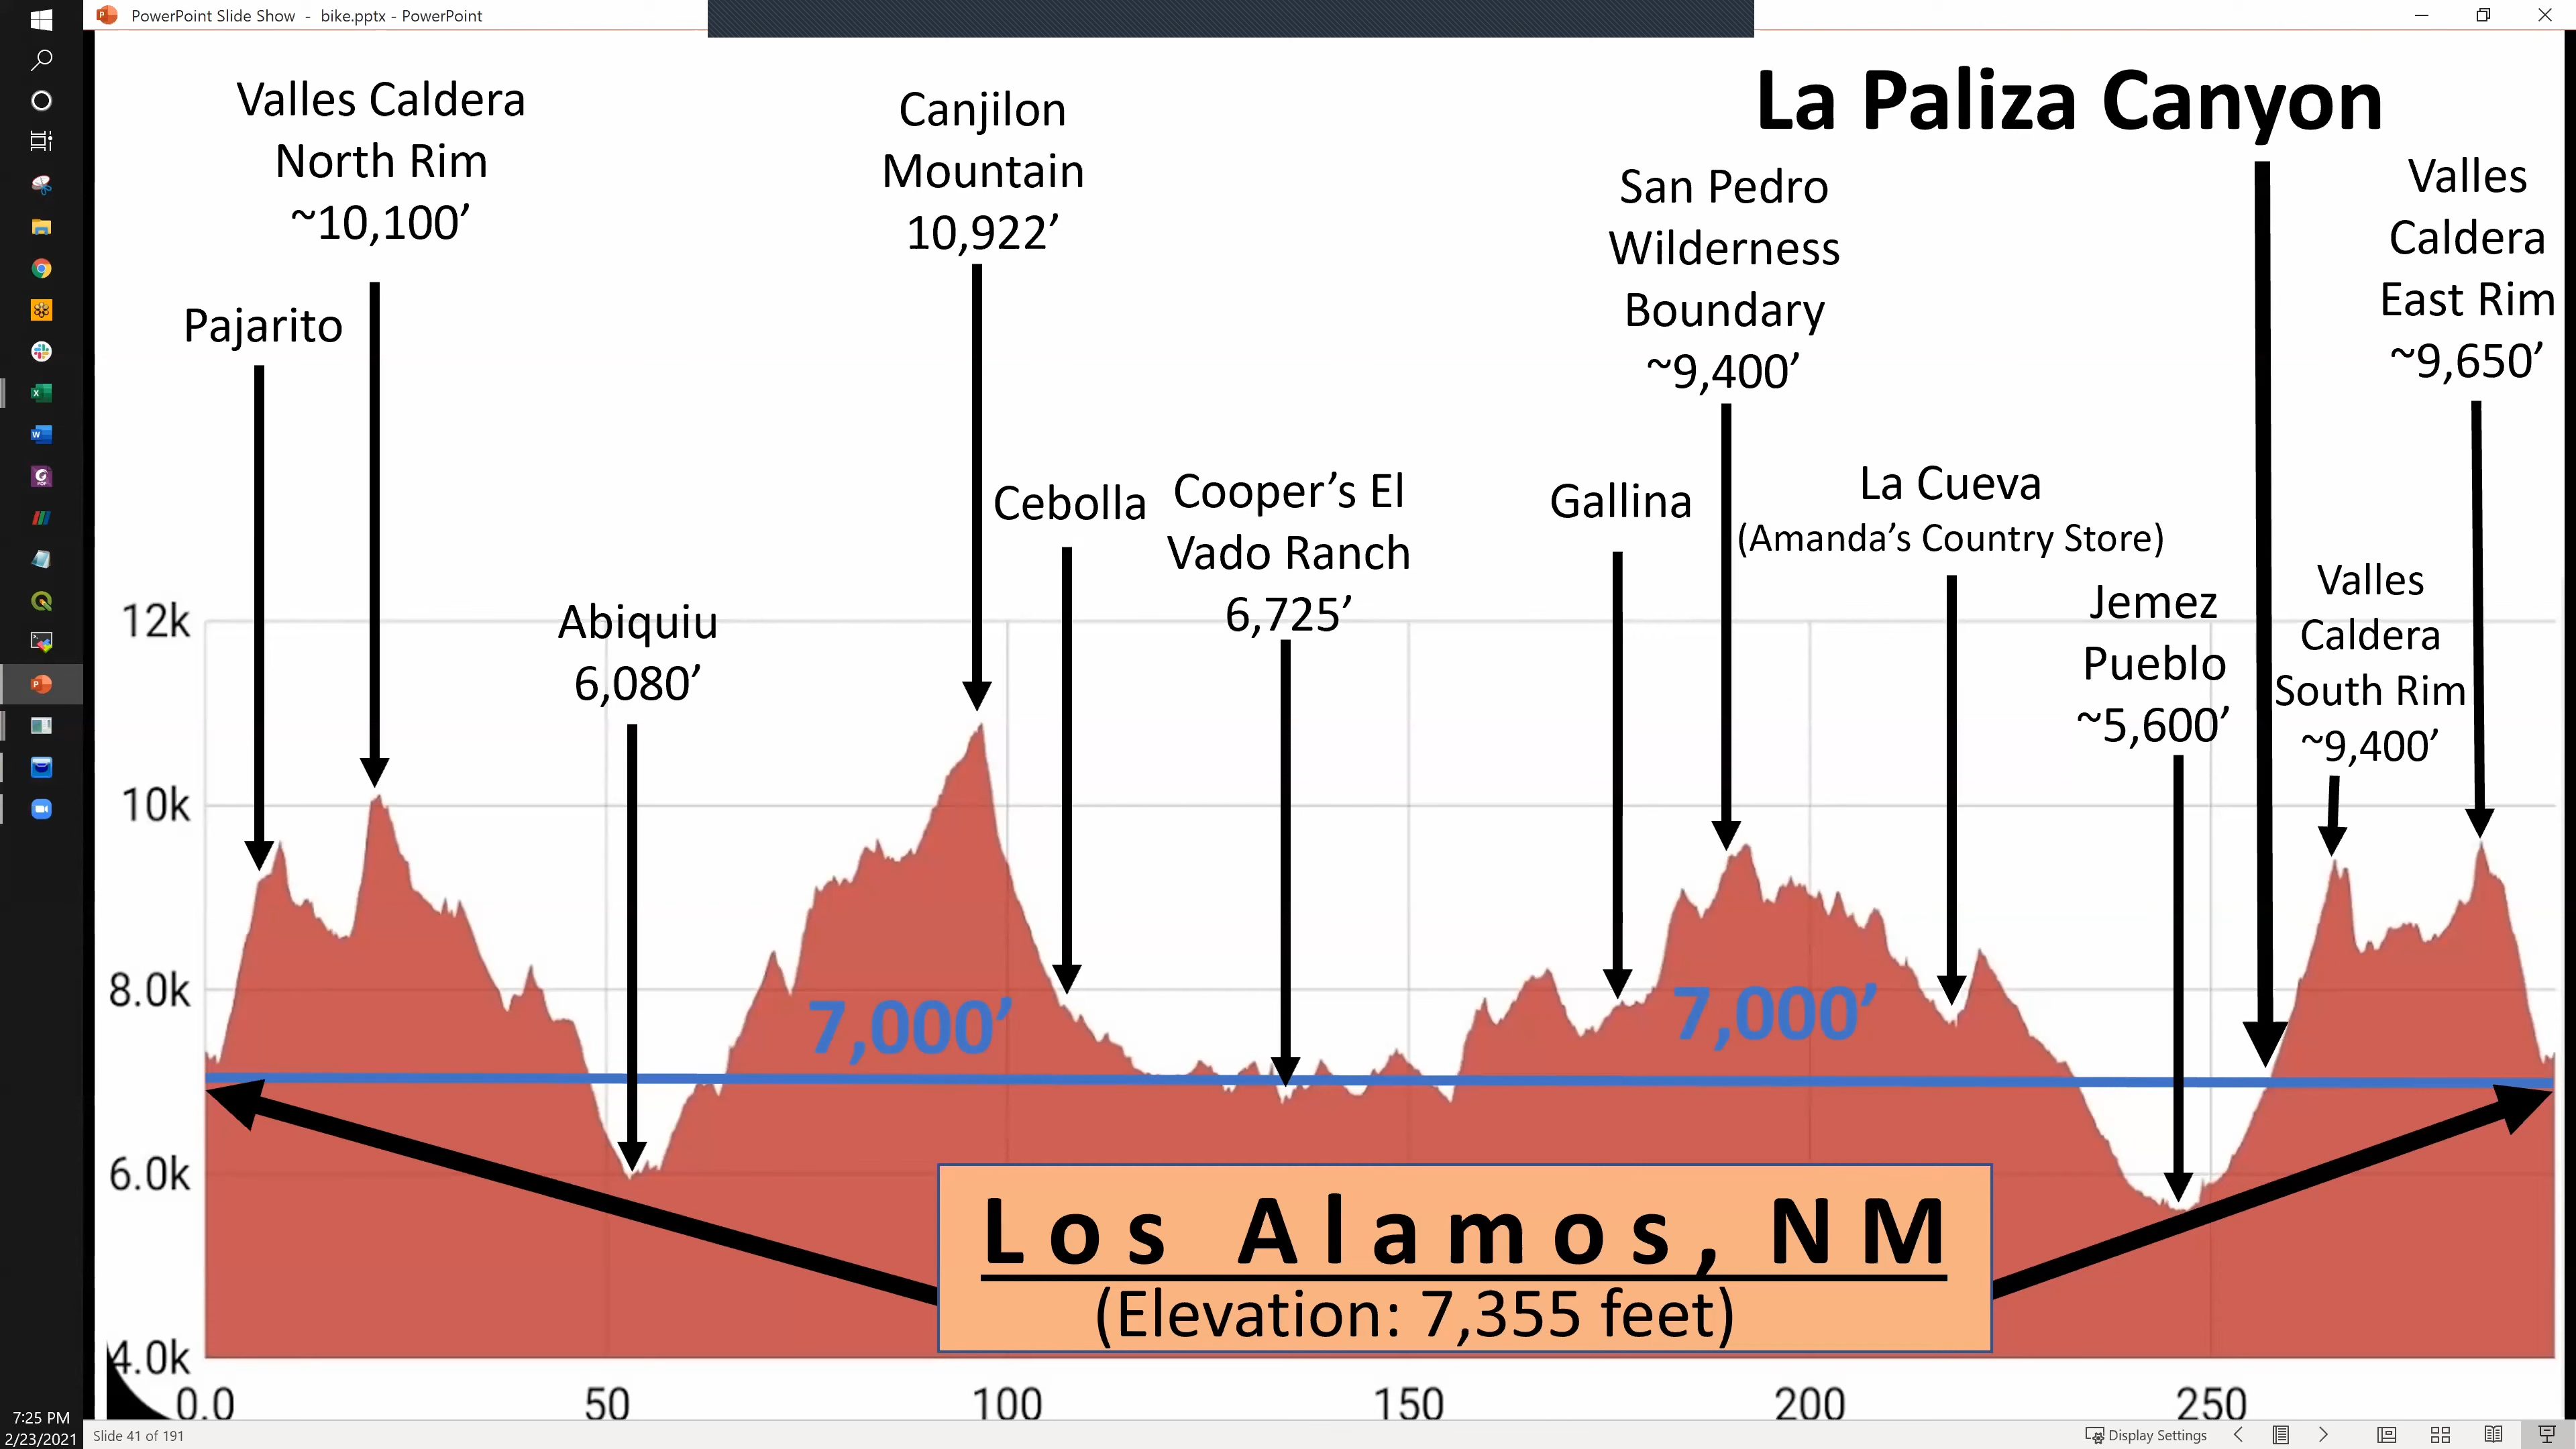 PowerPoint Slide Show - bike.pptx - PowerPoint
La Paliza Canyon
Valles Caldera
North Rim
~10,100’
Canjilon
Mountain
10,922’
San Pedro
Wilderness
Boundary
~9,400’
Valles
Caldera
East Rim
~9,650’
Pajarito
Cebolla
Cooper’s El
Vado Ranch
6,725’
Gallina
La Cueva
(Amanda’s Country Store)
Abiquiu
6,080’
Jemez
Pueblo
~5,600’
Valles
Caldera
South Rim
~9,400’
12k
10k
8.0k
6.0k
4.0k
7,000’
7,000’
Los Alamos, NM
(Elevation: 7,355 feet)
0.0
50
100
150
200
250
7:25 PM
2/23/2021
Slide 41 of 191
Display Settings